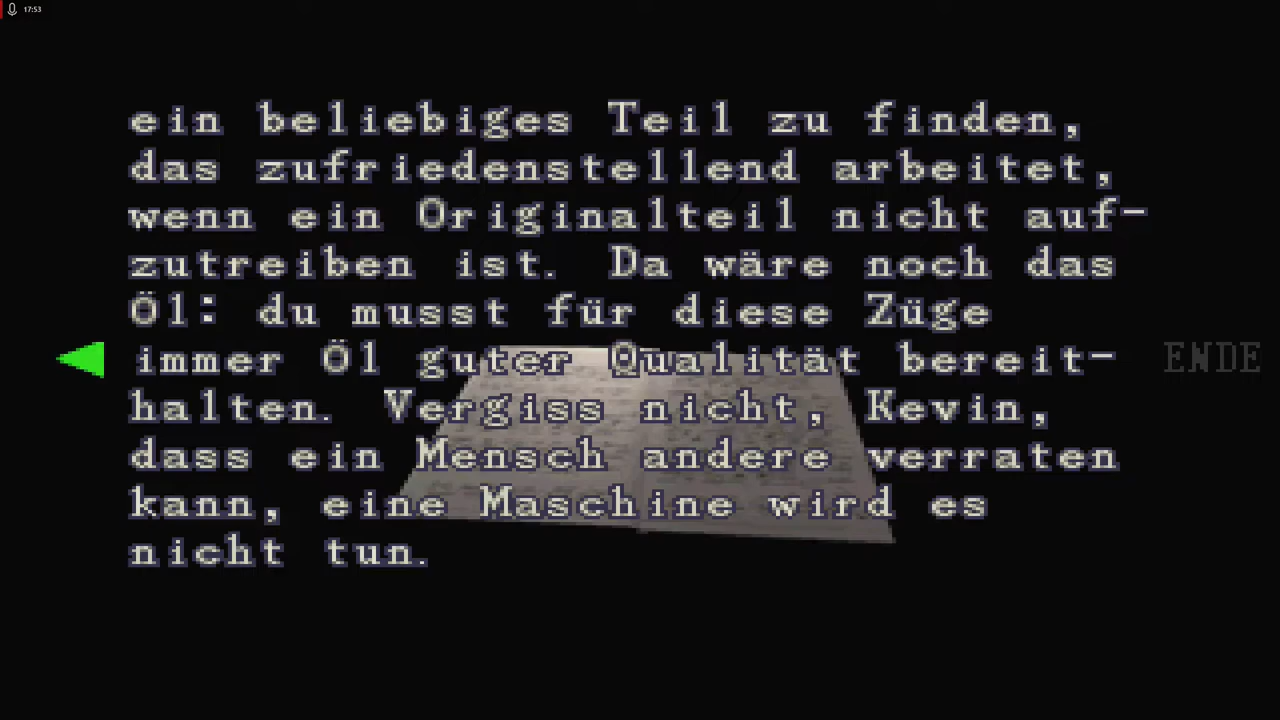 17:53
ein beliebiges Teil zu finden,
das zufriedenstellend arbeitet,
wenn ein Originalteil nicht auf-
zutreiben ist. Da wäre noch das
Öl: du musst für diese Züge
immer Öl guter Qualität bereit-
halten. Vergiss nicht, Kevin,
dass ein Mensch andere verraten
kann, eine Maschine wird es
nicht tun.
ENDE